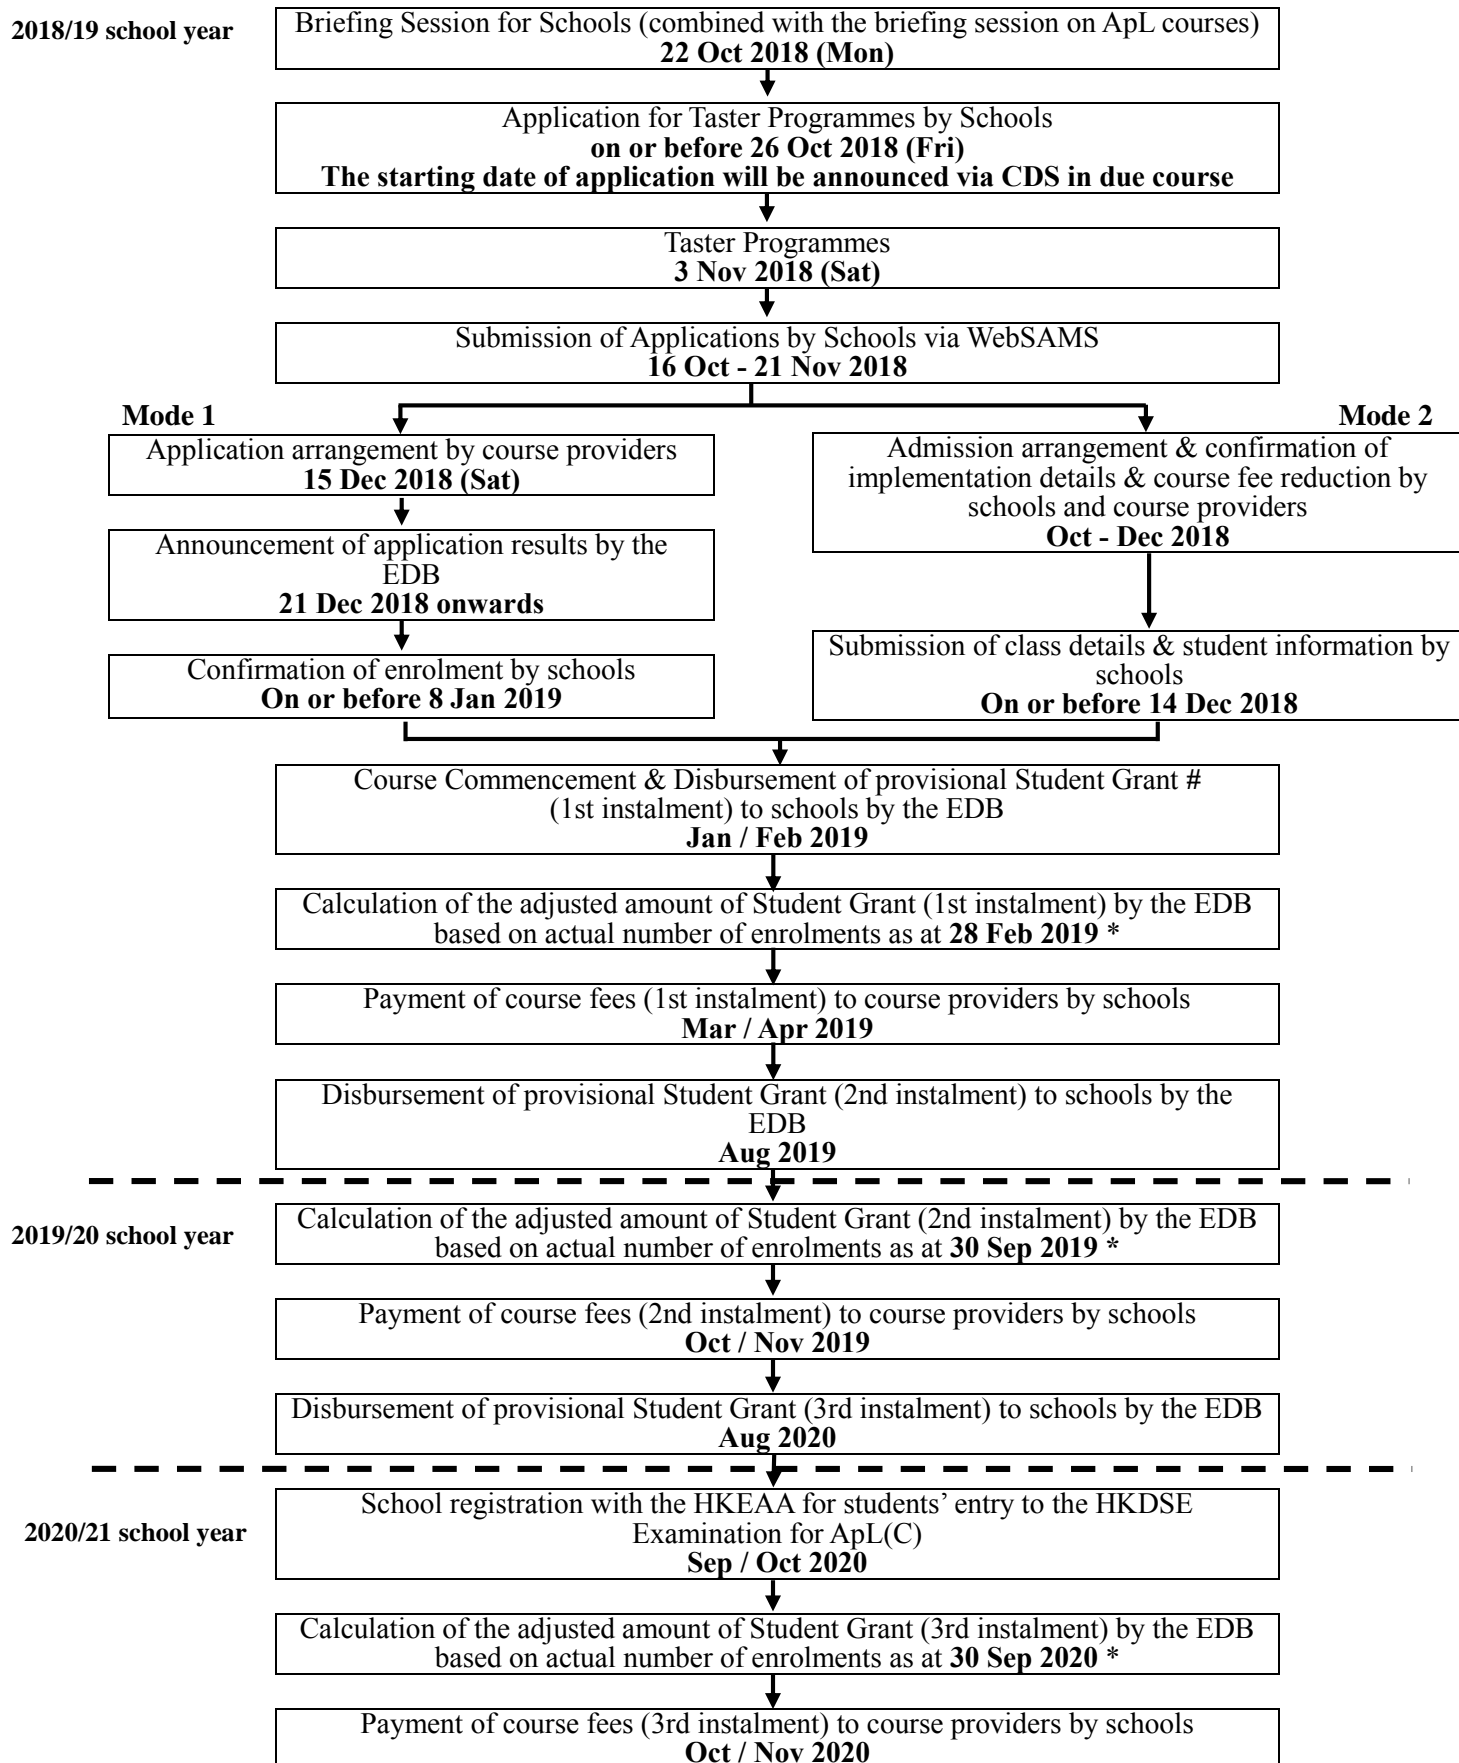 2018/19 school year
Briefing Session for Schools (combined with the briefing session on ApL courses)
22 Oct 2018 (Mon)
Application for Taster Programmes by Schools
on or before 26 Oct 2018 (Fri)
The starting date of application will be announced via CDS in due course
Taster Programmes
3 Nov 2018 (Sat)
Submission of Applications by Schools via WebSAMS
16 Oct - 21 Nov 2018
Mode 1
Application arrangement by course providers
15 Dec 2018 (Sat)
Announcement of application results by the
EDB
21 Dec 2018 onwards
Confirmation of enrolment by schools
On or before 8 Jan 2019
Mode 2
Admission arrangement & confirmation of
implementation details & course fee reduction by
schools and course providers
Oct - Dec 2018
Submission of class details & student information by
schools
On or before 14 Dec 2018
Course Commencement & Disbursement of provisional Student Grant #
(1st instalment) to schools by the EDB
Jan / Feb 2019
Calculation of the adjusted amount of Student Grant (1st instalment) by the EDB
based on actual number of enrolments as at 28 Feb 2019 *
Payment of course fees (1st instalment) to course providers by schools
Mar / Apr 2019
Disbursement of provisional Student Grant (2nd instalment) to schools by the
EDB
Aug 2019
2019/20 school year
Calculation of the adjusted amount of Student Grant (2nd instalment) by the EDB
based on actual number of enrolments as at 30 Sep 2019 *
Payment of course fees (2nd instalment) to course providers by schools
Oct / Nov 2019
Disbursement of provisional Student Grant (3rd instalment) to schools by the EDB
Aug 2020
2020/21 school year
School registration with the HKEAA for students’ entry to the HKDSE
Examination for ApL(C)
Sep / Oct 2020
Calculation of the adjusted amount of Student Grant (3rd instalment) by the EDB
based on actual number of enrolments as at 30 Sep 2020 *
Payment of course fees (3rd instalment) to course providers by schools
Oct / Nov 2020